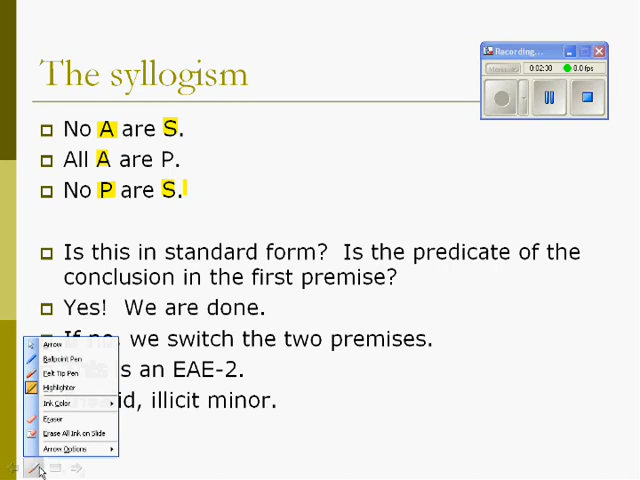 The syllogism
Recording...
0:02:30 0.0 fps
No A are S.
All A are P.
No P are S.
Is this in standard form? Is the predicate of the
conclusion in the first premise?
Yes! We are done.
If no, we switch the two premises.
is an EAE-2.
illicit minor.
Arrow
Ballpoint Pen
Felt Tip Pen
Highlighter
Ink Color
Eraser
Erase All Ink on Slide
Arrow Options